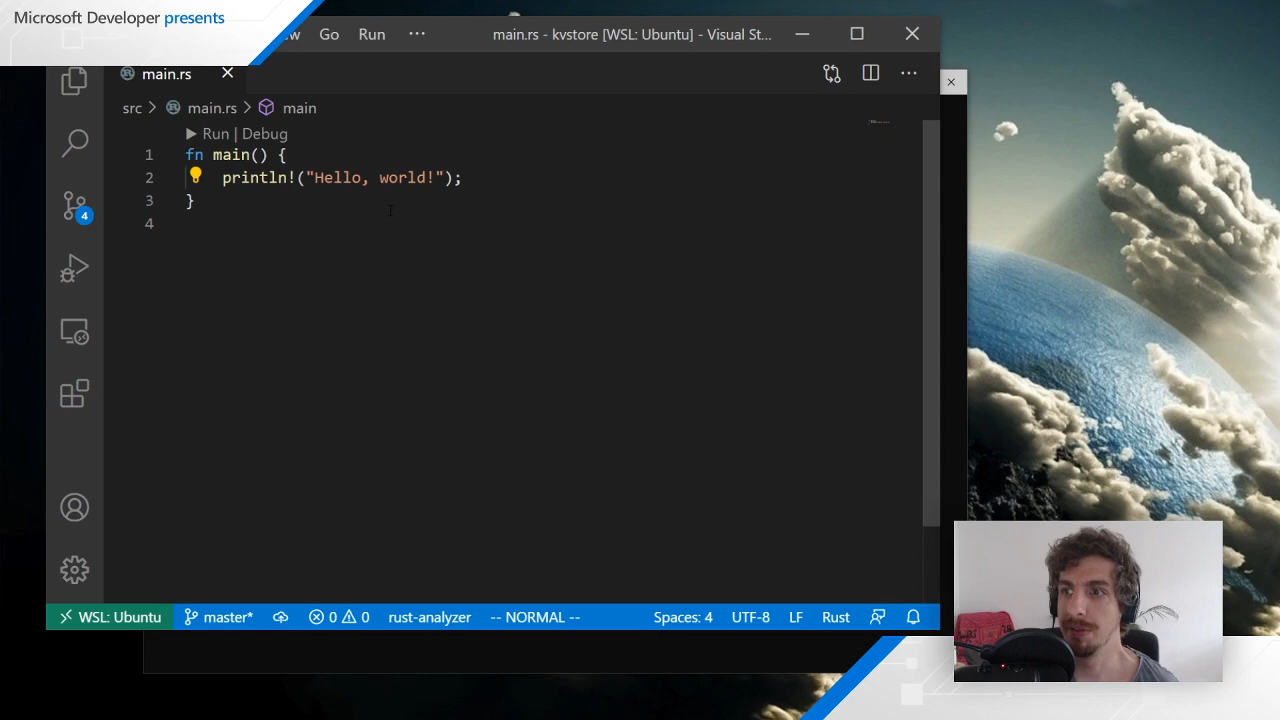 Microsoft Developer presents
Go Run ··· main.rs - kvstore [WSL: Ubuntu] - Visual St...
main.rs
src > main.rs > main
Run | Debug
1 fn main() {
2 println!("Hello, world!");
3 }
4
4
WSL: Ubuntu master* 0 0 rust-analyzer -- NORMAL -- Spaces: 4 UTF-8 LF Rust